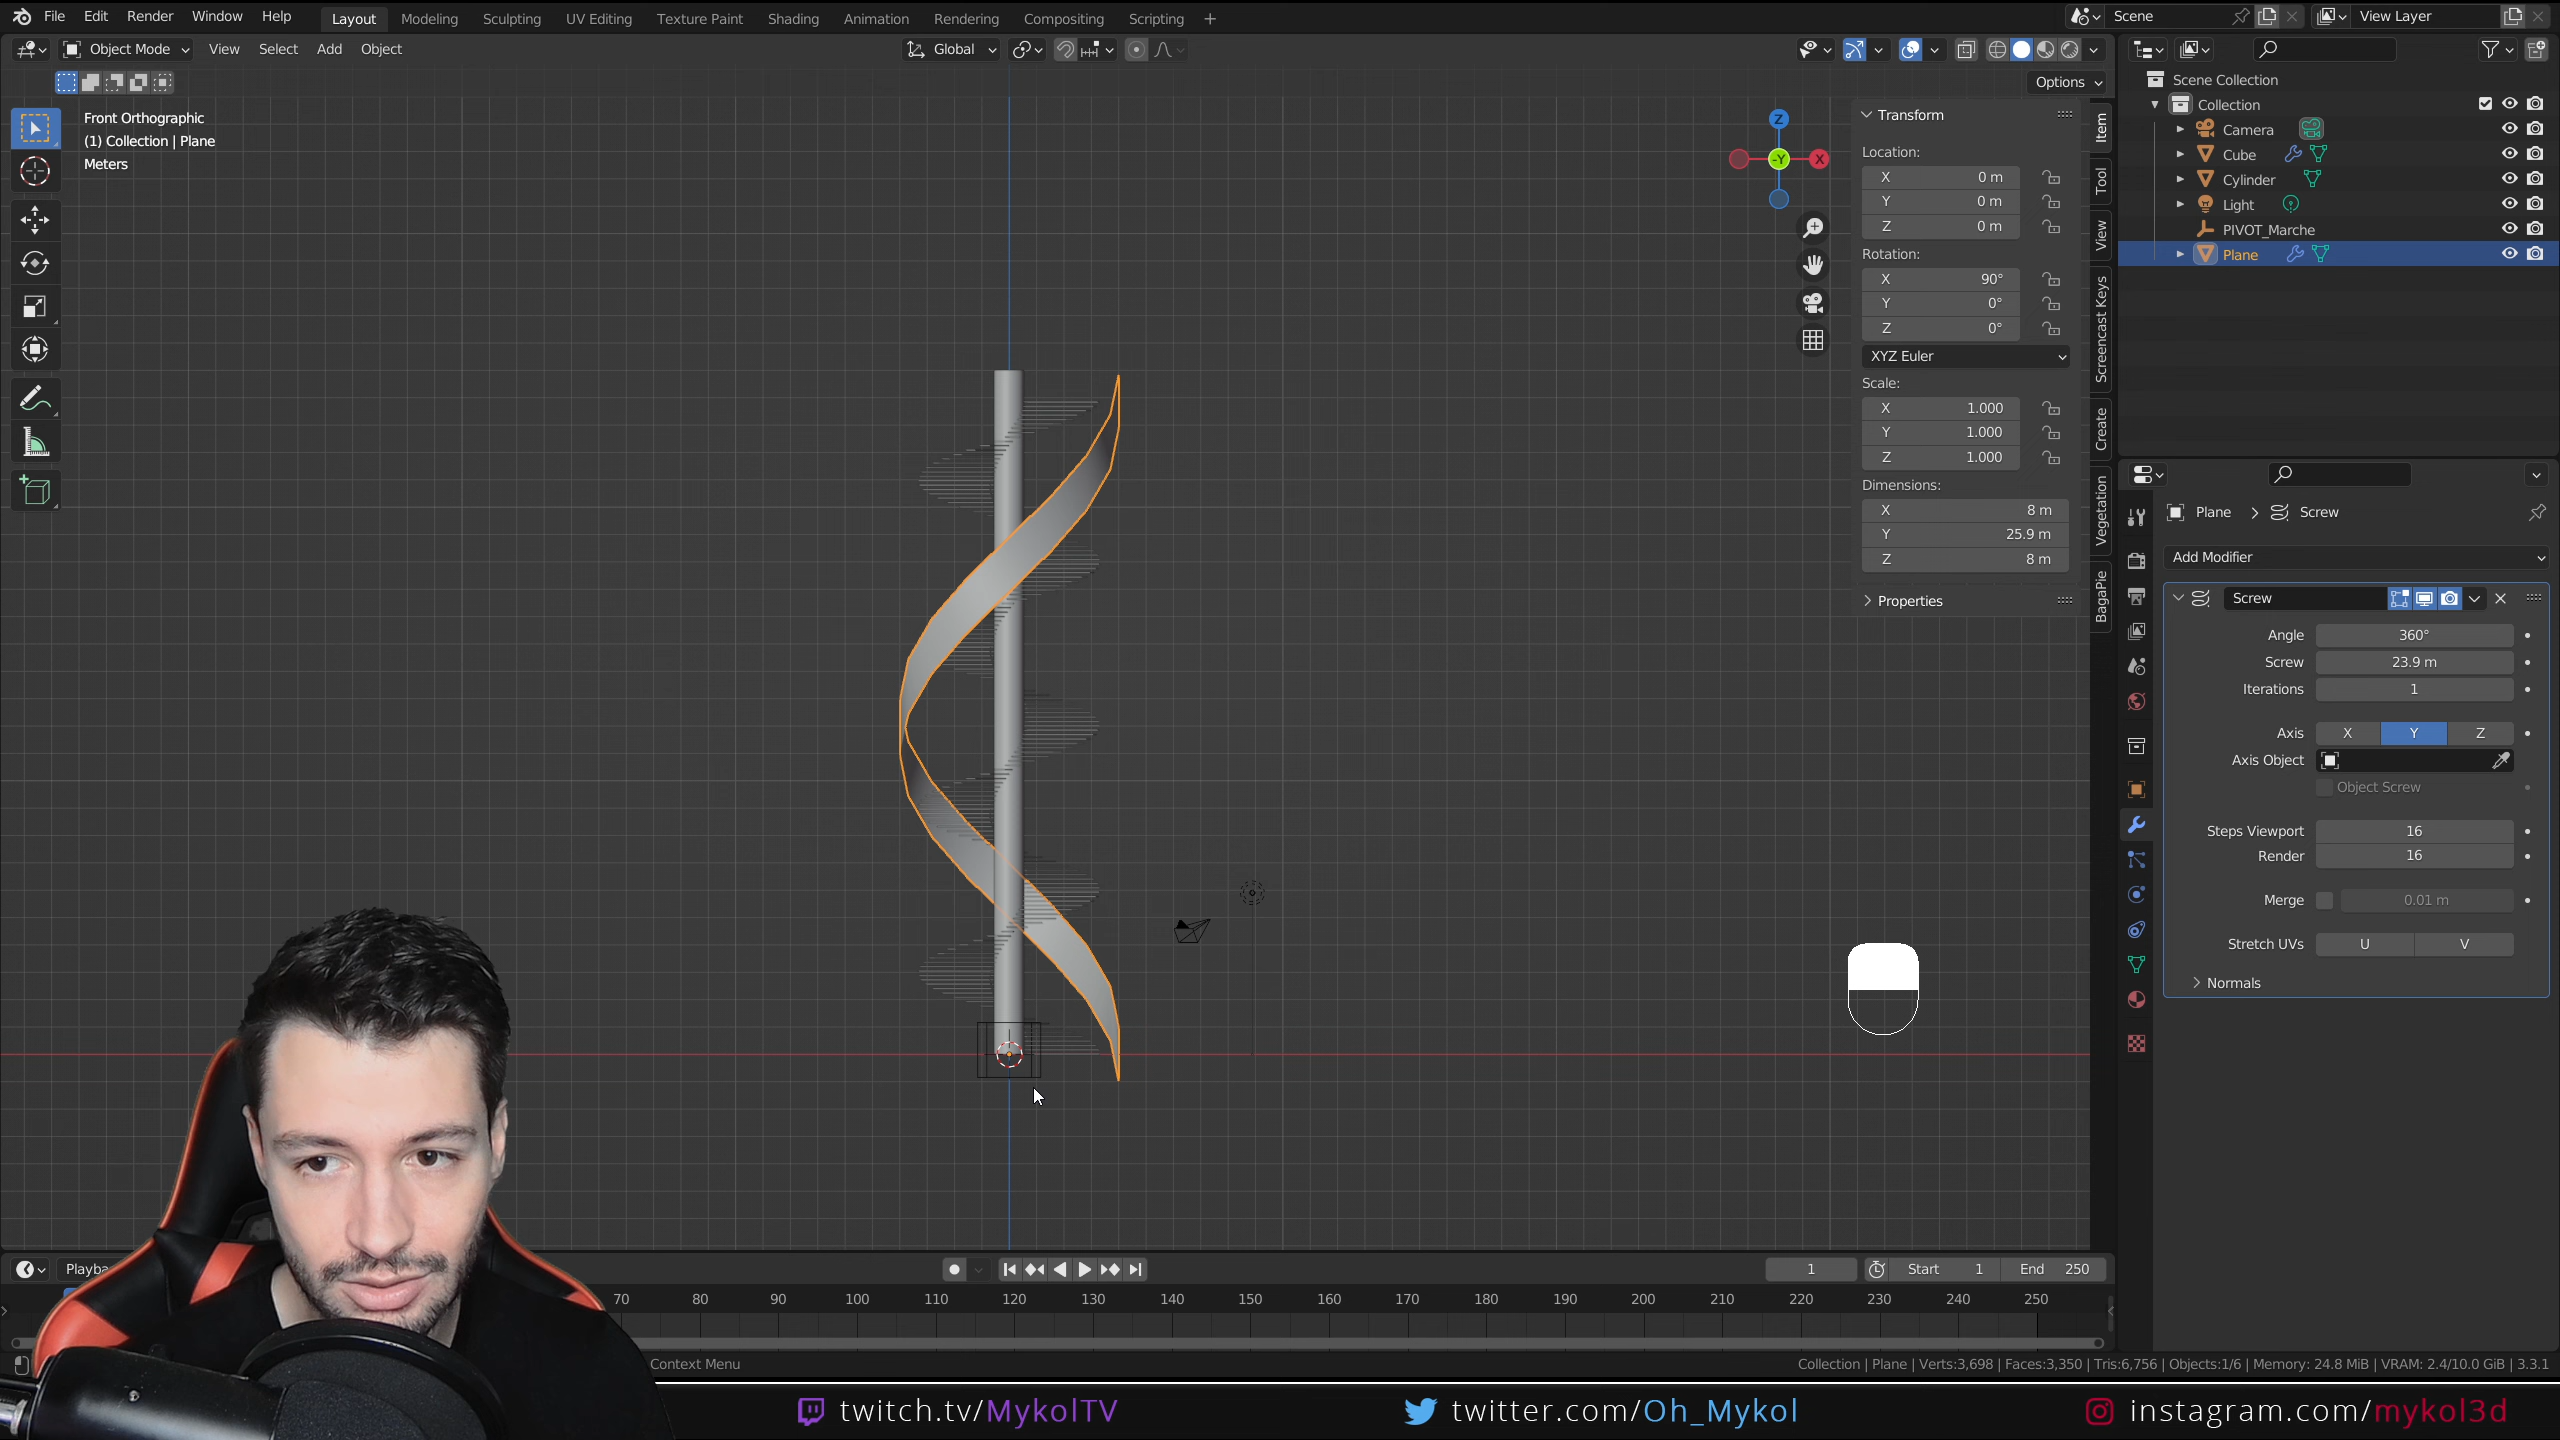 File Edit Render Window Help Layout Modeling Sculpting UV Editing Texture Paint Shading Animation Rendering Compositing Scripting + Scene View Layer
Object Mode View Select Add Object Global
Options
Front Orthographic
(1) Collection | Plane
Meters
Z
-Y
X
Transform
Location:
X 0 m
Y 0 m
Z 0 m
Rotation:
X 90°
Y 0°
Z 0°
XYZ Euler
Scale:
X 1.000
Y 1.000
Z 1.000
Dimensions:
X 8 m
Y 25.9 m
Z 8 m
Properties
Item
Tool
View
Screencast Keys
Create
Vegetation
BagaPie
Scene Collection
Collection
Camera
Cube
Cylinder
Light
PIVOT_Marche
Plane
Plane > Screw
Add Modifier
Screw
Angle 360°
Screw 23.9 m
Iterations 1
Axis X Y Z
Axis Object
Object Screw
Steps Viewport 16
Render 16
Merge 0.01 m
Stretch UVs U V
Normals
Playba
1 Start 1 End 250
70 80 90 100 110 120 130 140 150 160 170 180 190 200 210 220 230 240 250
Context Menu
Collection | Plane | Verts:3,698 | Faces:3,350 | Tris:6,756 | Objects:1/6 | Memory: 24.8 MiB | VRAM: 2.4/10.0 GiB | 3.3.1
twitch.tv/MykolTV twitter.com/Oh_Mykol instagram.com/mykol3d